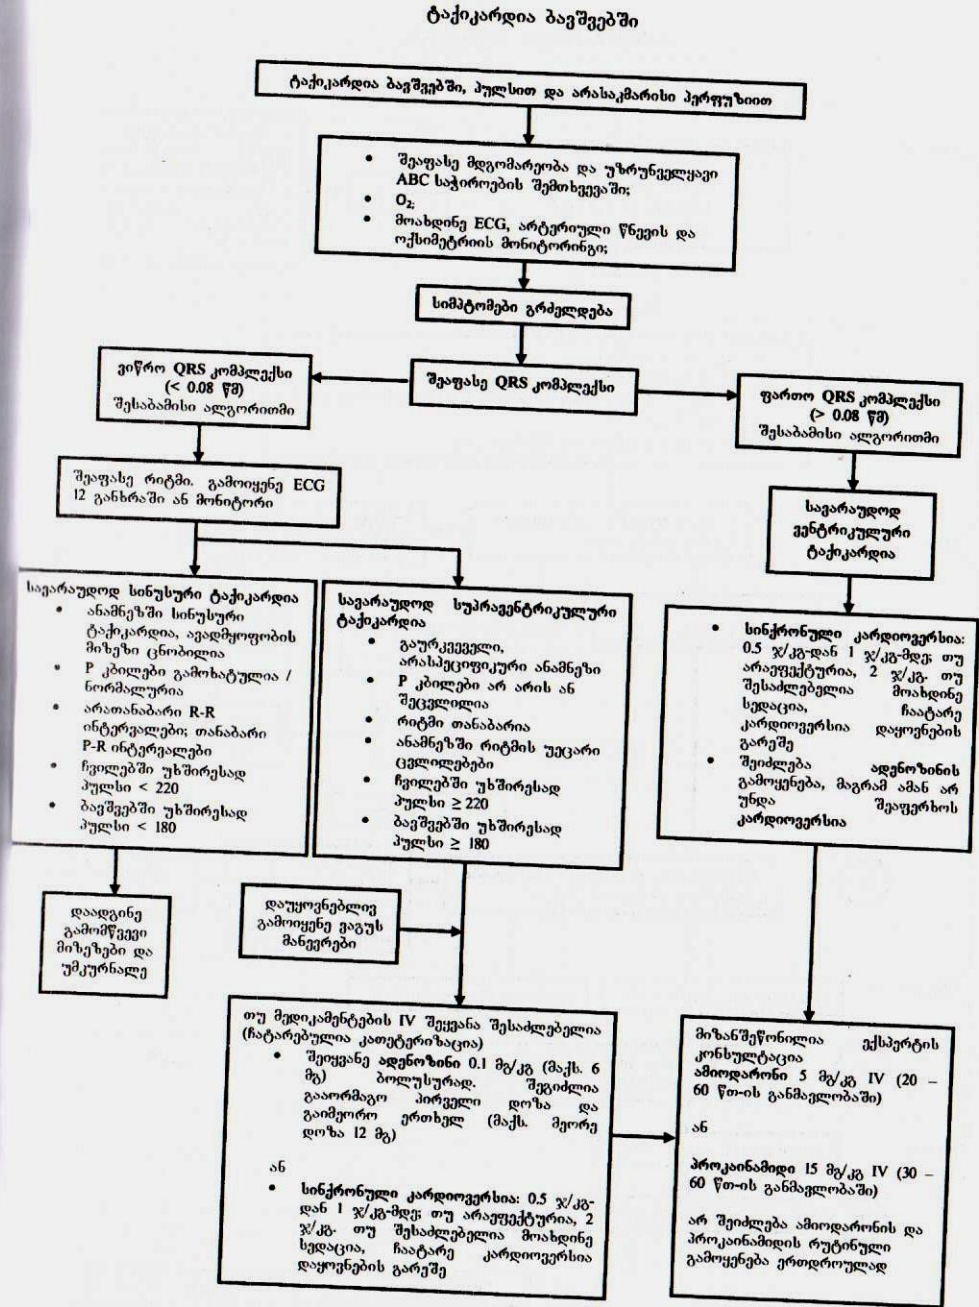 ტაქიკარდია ბავშვებში
ტაქიკარდია ბავშვებში, პულსით და არასაკმარისი პერფუზიით
• შეაფასე მდგომარეობა და უზრუნველყავი
ABC საჭიროების შემთხვევაში;
• O₂;
• მოახდინე ECG, არტერიული წნევის და
ოქსიმეტრიის მონიტორინგი;
სიმპტომები გრძელდება
შეაფასე QRS კომპლექსი
ვიწრო QRS კომპლექსი
(< 0.08 წმ)
შესაბამისი ალგორითმი
ფართო QRS კომპლექსი
(> 0.08 წმ)
შესაბამისი ალგორითმი
შეაფასე რიტმი. გამოიყენე ECG
12 განხრაში ან მონიტორი
სავარაუდოდ
ვენტრიკულური
ტაქიკარდია
სავარაუდოდ სინუსური ტაქიკარდია
• ანამნეზში სინუსური
ტაქიკარდია, ავადმყოფობის
მიზეზი ცნობილია
• P კბილები გამოხატულია /
ნორმალურია
• არათანაბარი R-R
ინტერვალები; თანაბარი
P-R ინტერვალები
• ჩვილებში უხშირესად
პულსი < 220
• ბავშვებში უხშირესად
პულსი < 180
სავარაუდოდ სუპრავენტრიკულური
ტაქიკარდია
• გაურკვეველი,
არასპეციფიკური ანამნეზი
• P კბილები არ არის ან
შეცვლილია
• რიტმი თანაბარია
• ანამნეზში რიტმის უეცარი
ცვლილებები
• ჩვილებში უხშირესად
პულსი ≥ 220
• ბავშვებში უხშირესად
პულსი ≥ 180
• სინქრონული კარდიოვერსია:
0.5 ჯ/კგ-დან 1 ჯ/კგ-მდე; თუ
არაეფექტურია, 2 ჯ/კგ. თუ
შესაძლებელია მოახდინე
სედაცია, ჩაატარე
კარდიოვერსია დაყოვნების
გარეშე
• შეიძლება ადენოზინის
გამოყენება, მაგრამ ამან არ
უნდა შეაფერხოს
კარდიოვერსია
დაადგინე
გამომწვევი
მიზეზები და
უმკურნალე
დაუყოვნებლივ
გამოიყენე ვაგუს
მანევრები
თუ მედიკამენტების IV შეყვანა შესაძლებელია
(ჩატარებულია კათეტერიზაცია)
• შეიყვანე ადენოზინი 0.1 მგ/კგ (მაქს. 6
მგ) ბოლუსურად. შეგიძლია
გააორმაგო პირველი დოზა და
გაიმეორო ერთხელ (მაქს. მეორე
დოზა 12 მგ)
ან
• სინქრონული კარდიოვერსია: 0.5 ჯ/კგ-
დან 1 ჯ/კგ-მდე; თუ არაეფექტურია, 2
ჯ/კგ. თუ შესაძლებელია მოახდინე
სედაცია, ჩაატარე კარდიოვერსია
დაყოვნების გარეშე
მიზანშეწონილია ექსპერტის
კონსულტაცია
ამიოდარონი 5 მგ/კგ IV (20 –
60 წთ-ის განმავლობაში)
ან
პროკაინამიდი 15 მგ/კგ IV (30 –
60 წთ-ის განმავლობაში)
არ შეიძლება ამიოდარონის და
პროკაინამიდის რუტინული
გამოყენება ერთდროულად